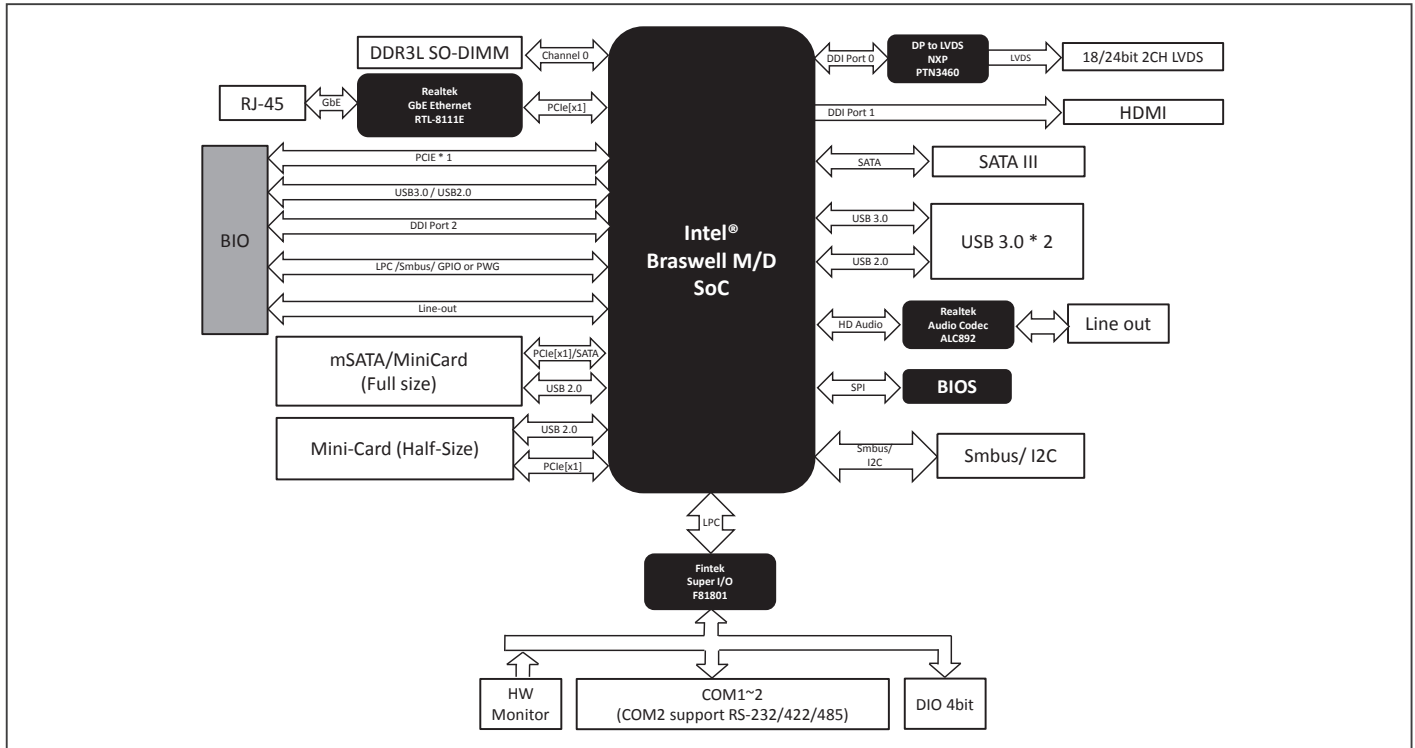 DDR3L SO-DIMM
Channel 0
RJ-45
GbE
Realtek
GbE Ethernet
RTL-8111E
PCIe[x1]
BIO
PCIE * 1
USB3.0 / USB2.0
DDI Port 2
LPC /Smbus/ GPIO or PWG
Line-out
mSATA/MiniCard
(Full size)
PCIe[x1]/SATA
USB 2.0
Mini-Card (Half-Size)
USB 2.0
PCIe[x1]
Intel®
Braswell M/D
SoC
DDI Port 0
DP to LVDS
NXP
PTN3460
LVDS
18/24bit 2CH LVDS
DDI Port 1
HDMI
SATA
SATA III
USB 3.0
USB 2.0
USB 3.0 * 2
HD Audio
Realtek
Audio Codec
ALC892
Line out
SPI
BIOS
Smbus/
I2C
Smbus/ I2C
LPC
Fintek
Super I/O
F81801
HW
Monitor
COM1~2
(COM2 support RS-232/422/485)
DIO 4bit